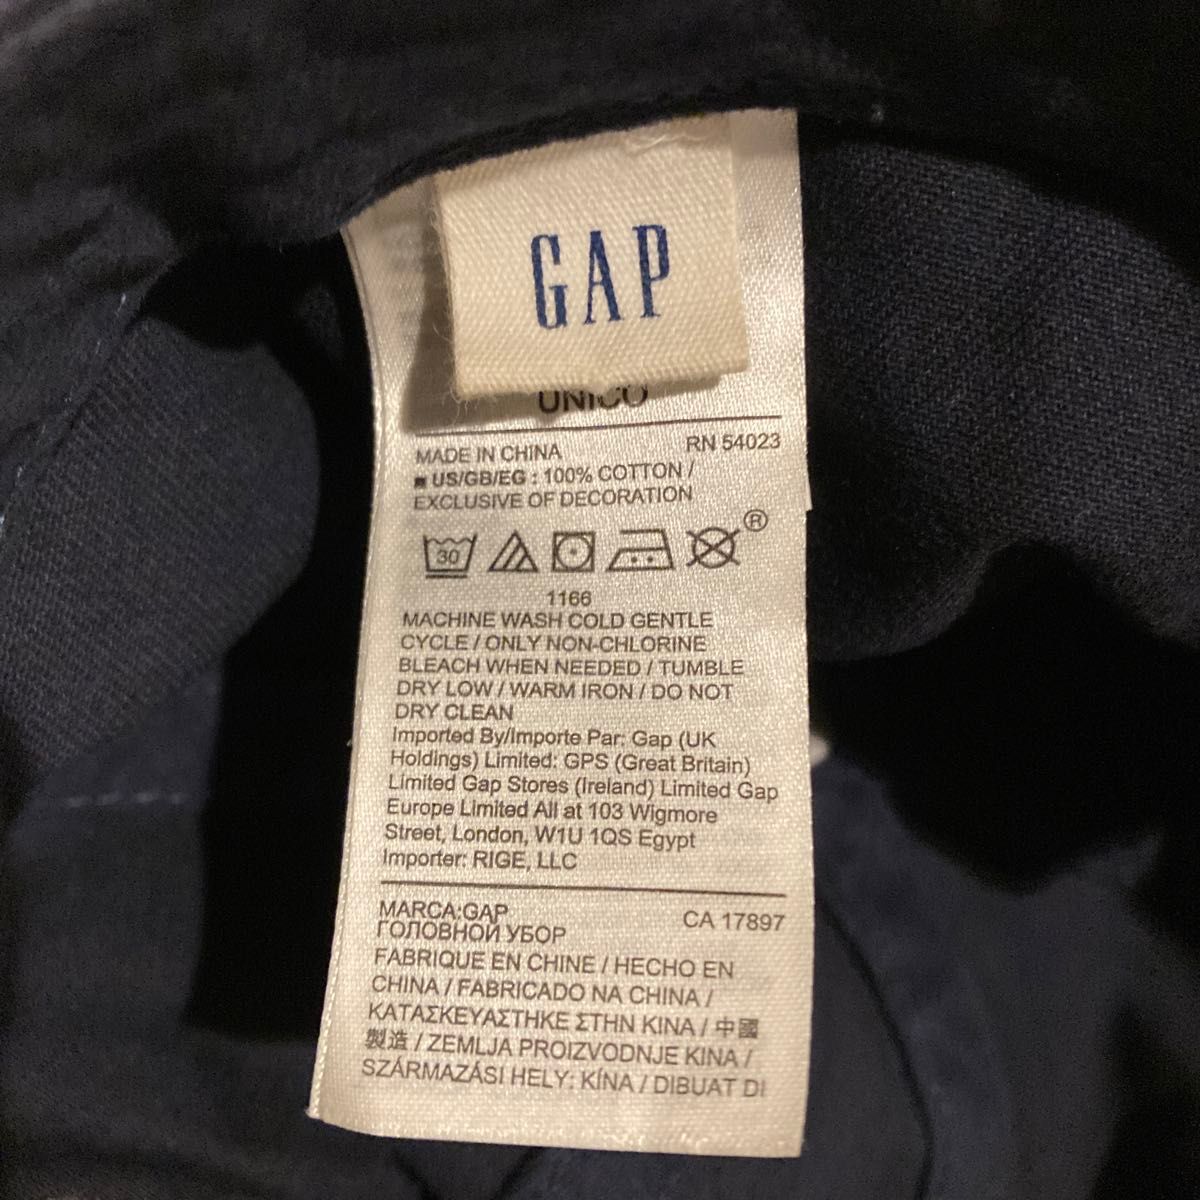 GAP
UNICO
MADE IN CHINA RN 54023
■ US/GB/EG : 100% COTTON /
EXCLUSIVE OF DECORATION
30 ®
1166
MACHINE WASH COLD GENTLE
CYCLE / ONLY NON-CHLORINE
BLEACH WHEN NEEDED / TUMBLE
DRY LOW / WARM IRON / DO NOT
DRY CLEAN
Imported By/Importe Par: Gap (UK
Holdings) Limited: GPS (Great Britain)
Limited Gap Stores (Ireland) Limited Gap
Europe Limited All at 103 Wigmore
Street, London, W1U 1QS Egypt
Importer: RIGE, LLC
MARCA:GAP CA 17897
ГОЛОВНОЙ УБОР
FABRIQUE EN CHINE / HECHO EN
CHINA / FABRICADO NA CHINA /
ΚΑΤΑΣΚΕΥΑΣΤΗΚΕ ΣΤΗΝ ΚΙΝΑ / 中國
製造 / ZEMLJA PROIZVODNJE KINA /
SZÁRMAZÁSI HELY: KÍNA / DIBUAT DI